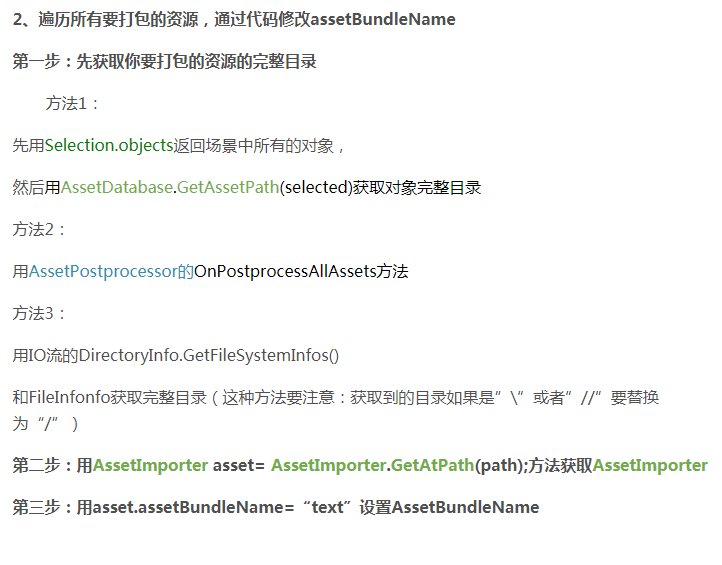 2、遍历所有要打包的资源，通过代码修改assetBundleName
第一步：先获取你要打包的资源的完整目录
方法1：
先用Selection.objects返回场景中所有的对象，
然后用AssetDatabase.GetAssetPath(selected)获取对象完整目录
方法2：
用AssetPostprocessor的OnPostprocessAllAssets方法
方法3：
用IO流的DirectoryInfo.GetFileSystemInfos()
和FileInfonfo获取完整目录（这种方法要注意：获取到的目录如果是”\”或者”//”要替换
为“/”）
第二步：用AssetImporter asset= AssetImporter.GetAtPath(path);方法获取AssetImporter
第三步：用asset.assetBundleName=“text”设置AssetBundleName